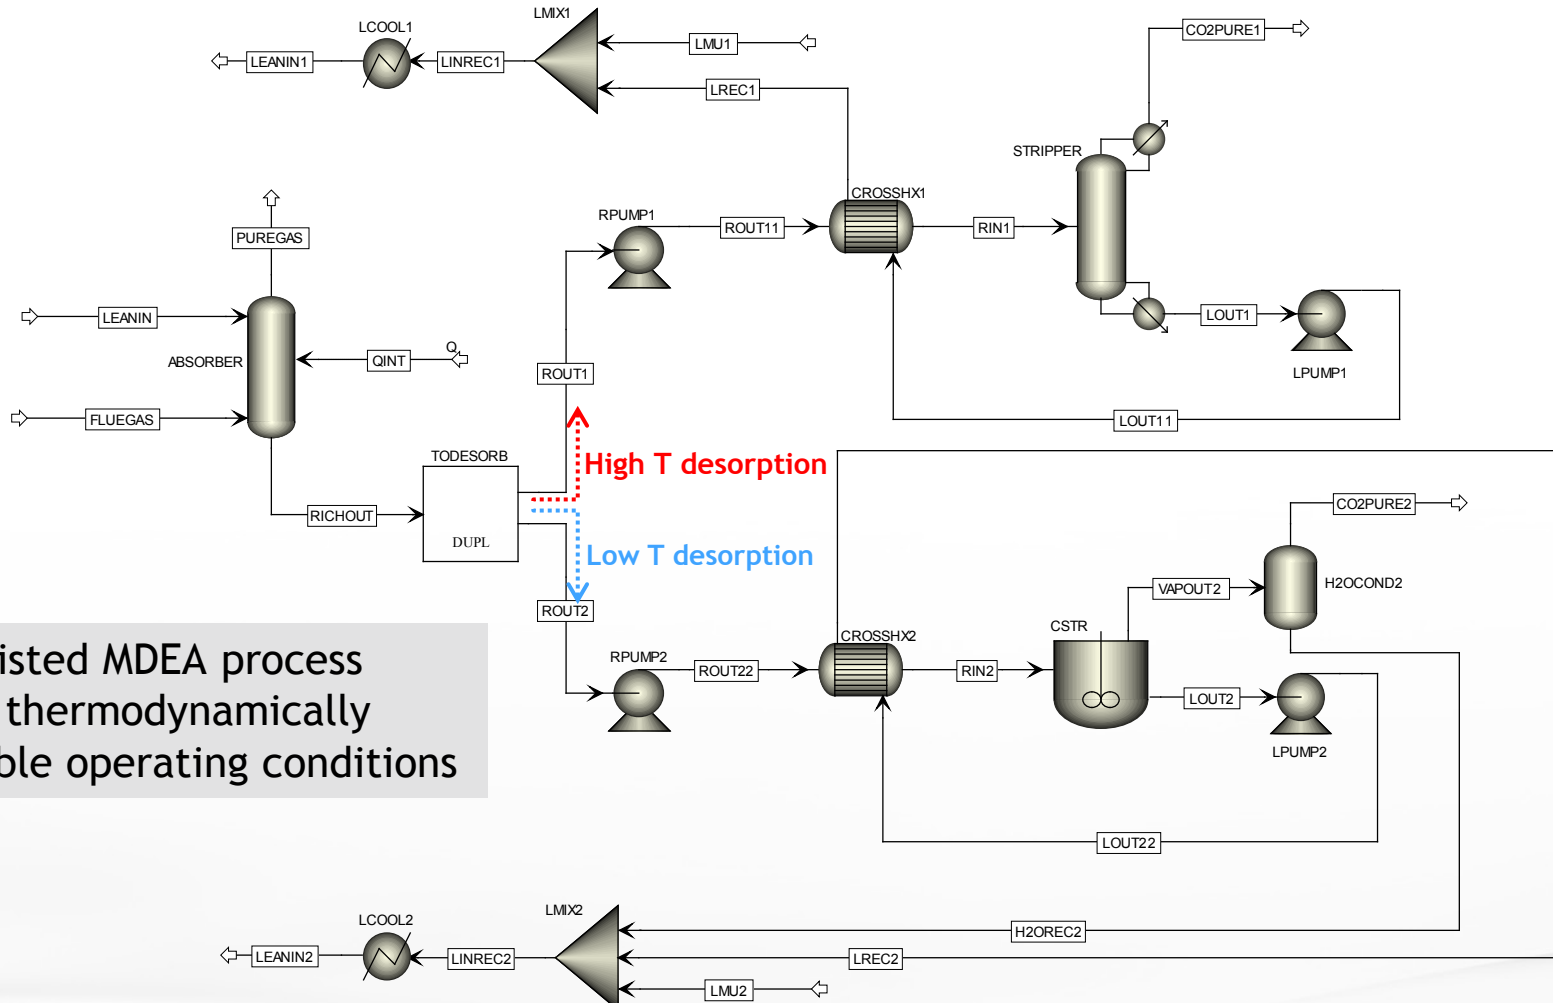 LCOOL1
LMIX1
LMU1
LEANIN1
LINREC1
LREC1
CO2PURE1
STRIPPER
CROSSHX1
RPUMP1
ROUT11
RIN1
PUREGAS
LEANIN
ABSORBER
QINT
Q
FLUEGAS
ROUT1
LOUT1
LPUMP1
LOUT11
TODESORB
High T desorption
RICHOUT
DUPL
Low T desorption
CO2PURE2
VAPOUT2
H2OCOND2
ROUT2
CSTR
CROSSHX2
RPUMP2
ROUT22
RIN2
LOUT2
LPUMP2
isted MDEA process
thermodynamically
ble operating conditions
LOUT22
LCOOL2
LMIX2
H2OREC2
LEANIN2
LINREC2
LREC2
LMU2